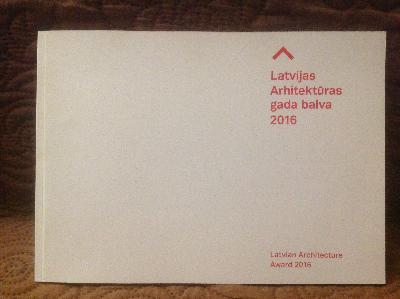 Latvijas
Arhitektūras
gada balva
2016
Latvian Architecture
Award 2016